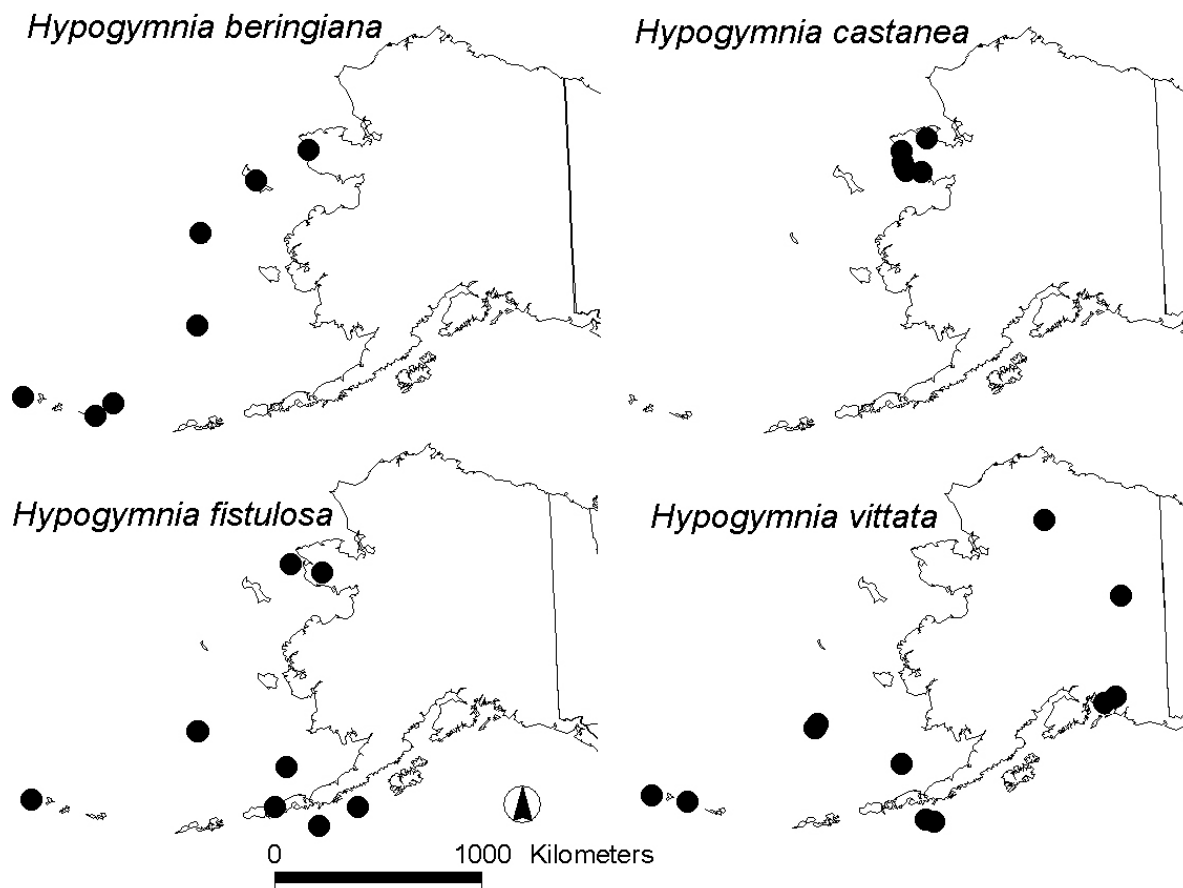 Hypogymnia beringiana
Hypogymnia castanea
Hypogymnia fistulosa
Hypogymnia vittata
0 1000 Kilometers